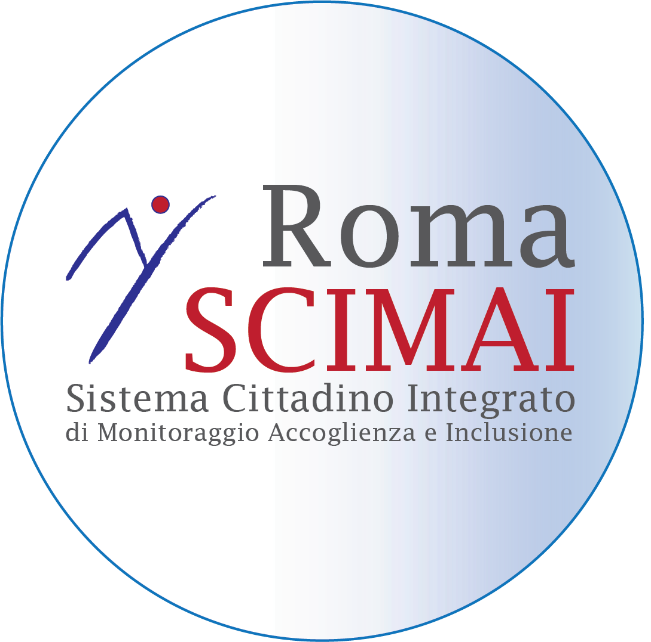 Roma
SCIMAI
Sistema Cittadino Integrato
di Monitoraggio Accoglienza e Inclusione